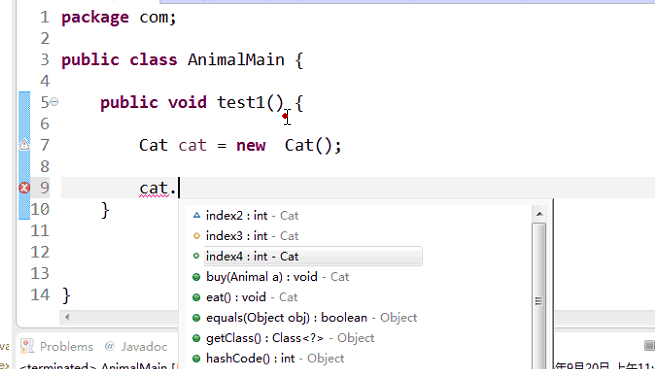 1 package com;
2
3 public class AnimalMain {
4
5 public void test1() {
6
7 Cat cat = new  Cat();
8
9 cat.
10 }
11
12
13
14 }
index2 : int - Cat
index3 : int - Cat
index4 : int - Cat
buy(Animal a) : void - Cat
eat() : void - Cat
equals(Object obj) : boolean - Object
getClass() : Class<?> - Object
hashCode() : int - Object
Problems @ Javadoc
<terminated> AnimalMain [
年9月20日 上午11: